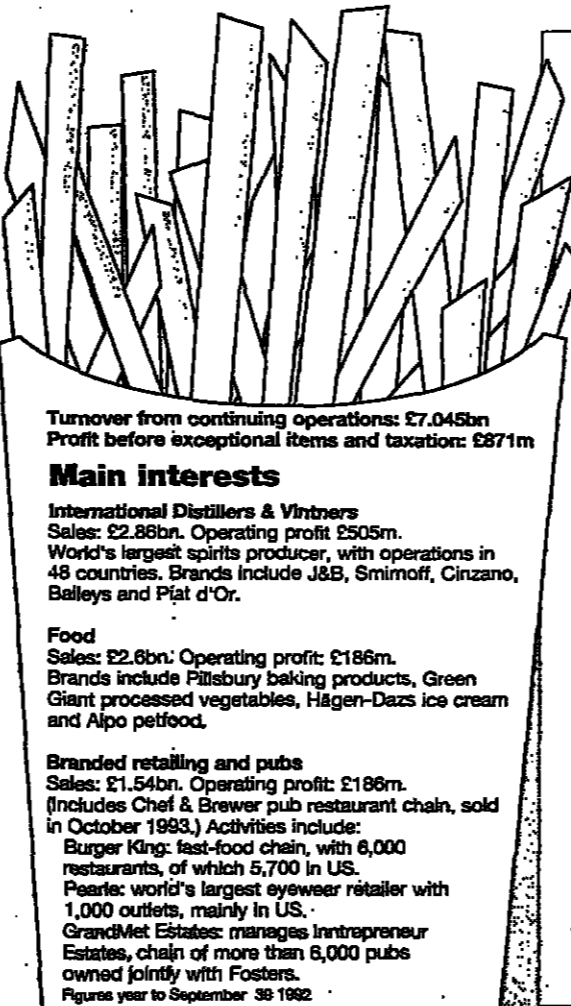 Turnover from continuing operations: £7.045bn
Profit before exceptional items and taxation: £871m
Main interests
International Distillers & Vintners
Sales: £2.86bn. Operating profit £505m.
World's largest spirits producer, with operations in
48 countries. Brands include J&B, Smirnoff, Cinzano,
Baileys and Piat d'Or.
Food
Sales: £2.6bn. Operating profit: £186m.
Brands include Pillsbury baking products, Green
Giant processed vegetables, Hägen-Dazs ice cream
and Alpo petfood.
Branded retailing and pubs
Sales: £1.54bn. Operating profit: £186m.
(Includes Chef & Brewer pub restaurant chain, sold
in October 1993.) Activities include:
Burger King: fast-food chain, with 6,000
restaurants, of which 5,700 in US.
Pearle: world's largest eyewear retailer with
1,000 outlets, mainly in US.
GrandMet Estates: manages Inntrepreneur
Estates, chain of more than 6,000 pubs
owned jointly with Fosters.
Figures year to September 30 1992